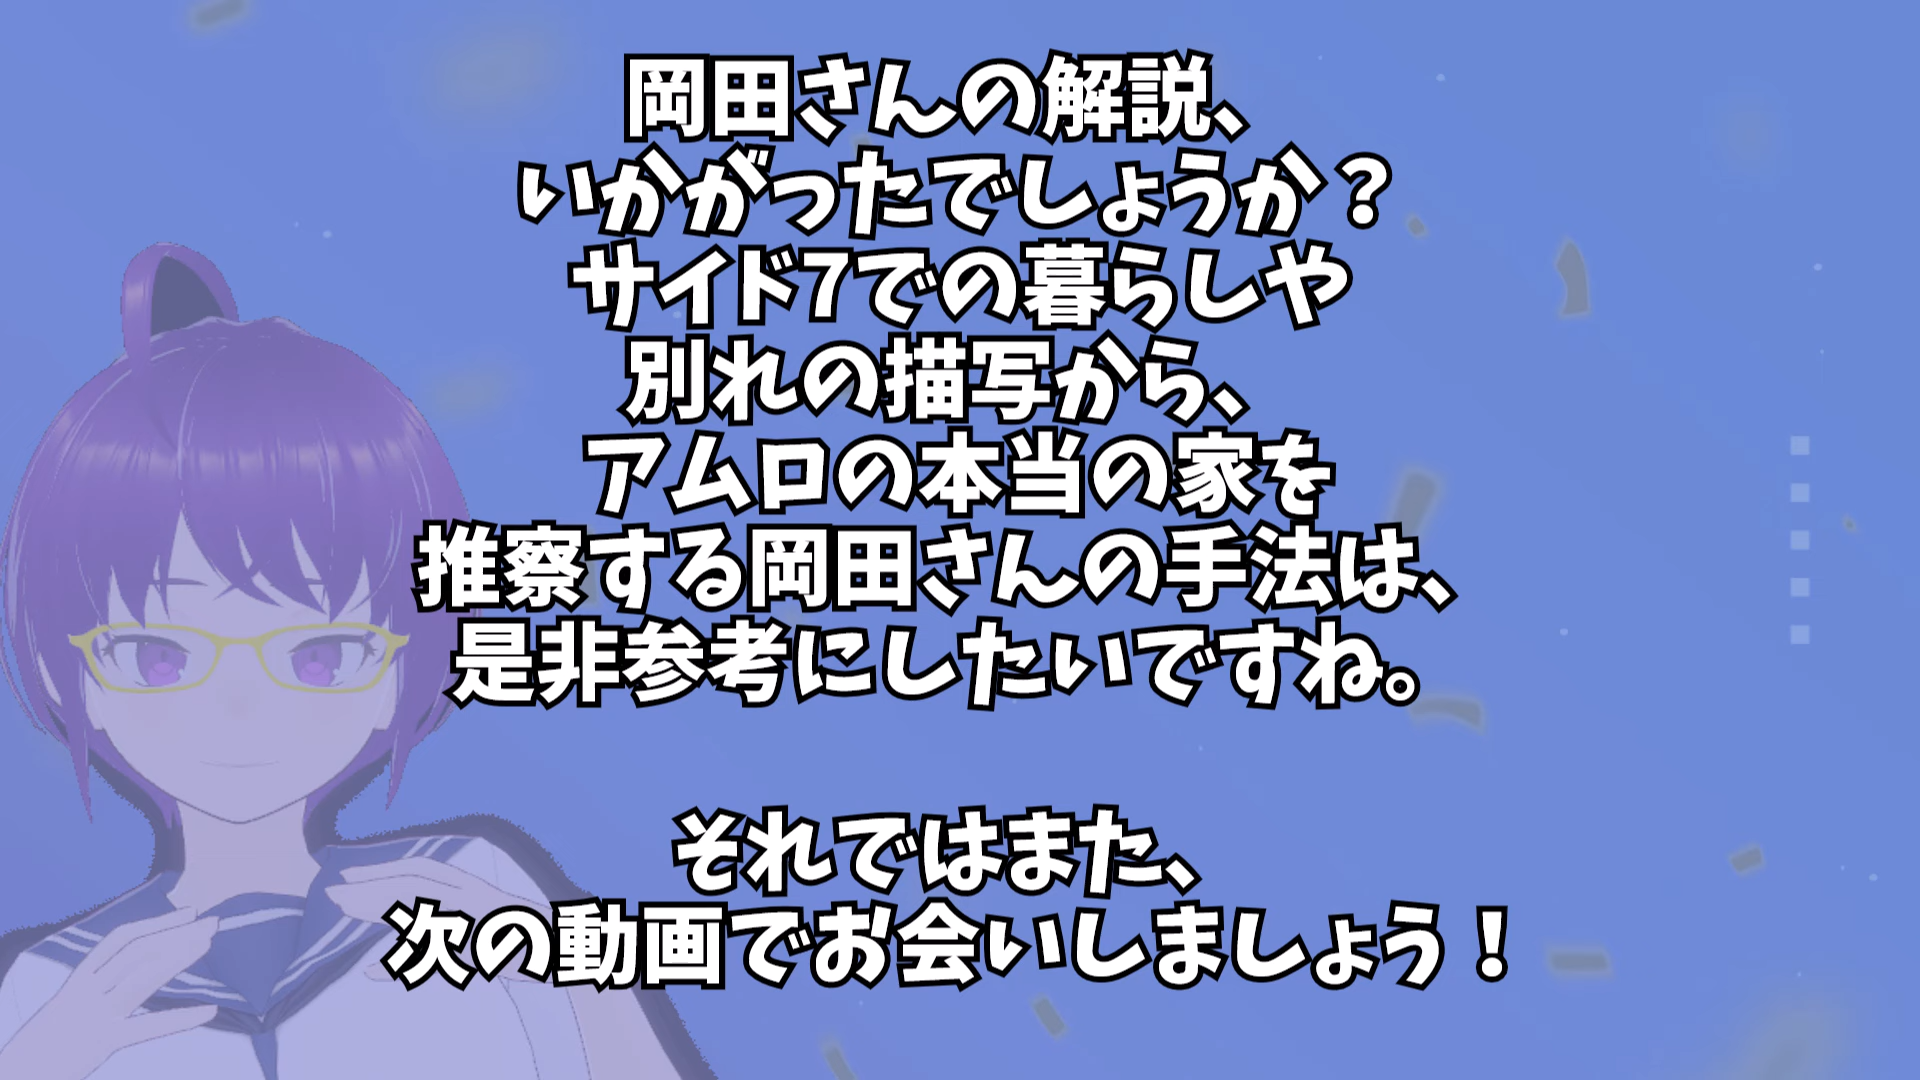 岡田さんの解説、
いかがったでしょうか？
サイド7での暮らしや
別れの描写から、
アムロの本当の家を
推察する岡田さんの手法は、
是非参考にしたいですね。
それではまた、
次の動画でお会いしましょう！